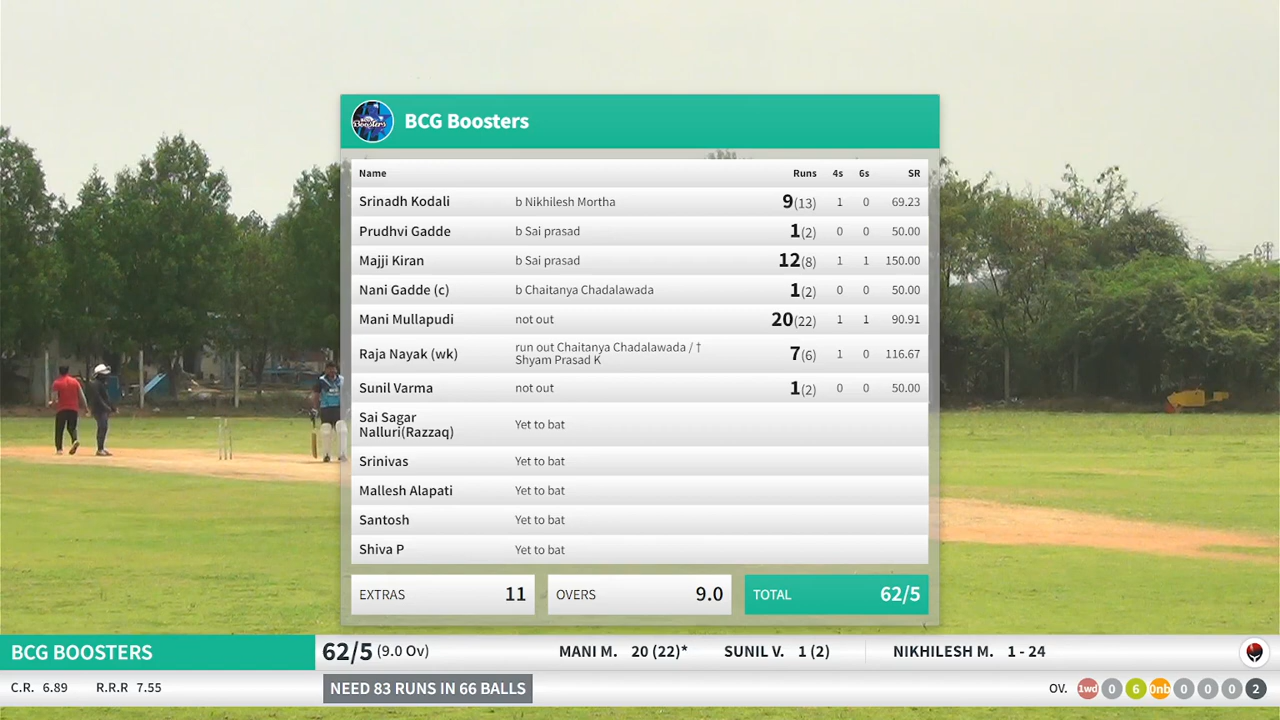 Boosters
BCG Boosters
Name Runs 4s 6s SR
Srinadh Kodali b Nikhilesh Mortha 9(13) 1 0 69.23
Prudhvi Gadde b Sai prasad 1(2) 0 0 50.00
Majji Kiran b Sai prasad 12(8) 1 1 150.00
Nani Gadde (c) b Chaitanya Chadalawada 1(2) 0 0 50.00
Mani Mullapudi not out 20(22) 1 1 90.91
Raja Nayak (wk) run out Chaitanya Chadalawada / † 7(6) 1 0 116.67
Shyam Prasad K
Sunil Varma not out 1(2) 0 0 50.00
Sai Sagar
Nalluri(Razzaq) Yet to bat
Srinivas Yet to bat
Mallesh Alapati Yet to bat
Santosh Yet to bat
Shiva P Yet to bat
EXTRAS 11 OVERS 9.0 TOTAL 62/5
BCG BOOSTERS 62/5 (9.0 Ov) MANI M. 20 (22)* SUNIL V. 1 (2) NIKHILESH M. 1 - 24
C.R. 6.89 R.R.R 7.55 NEED 83 RUNS IN 66 BALLS OV. 1wd 0 6 0nb 0 0 0 2